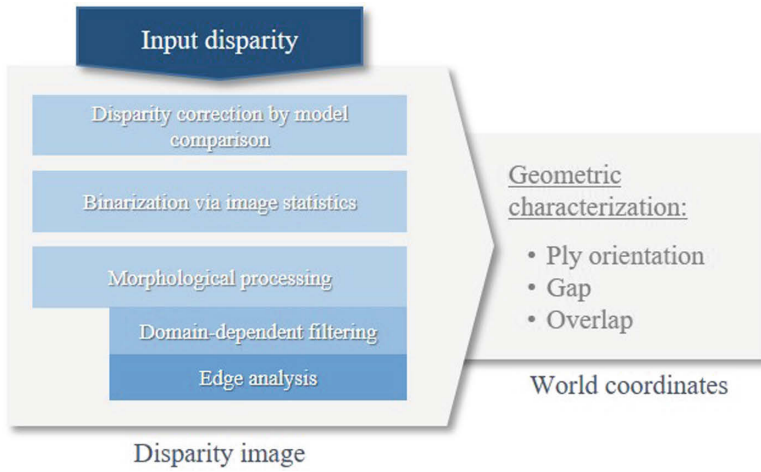 Input disparity
Disparity correction by model
comparison
Binarization via image statistics
Morphological processing
Domain-dependent filtering
Edge analysis
Disparity image
Geometric
characterization:
• Ply orientation
• Gap
• Overlap
World coordinates